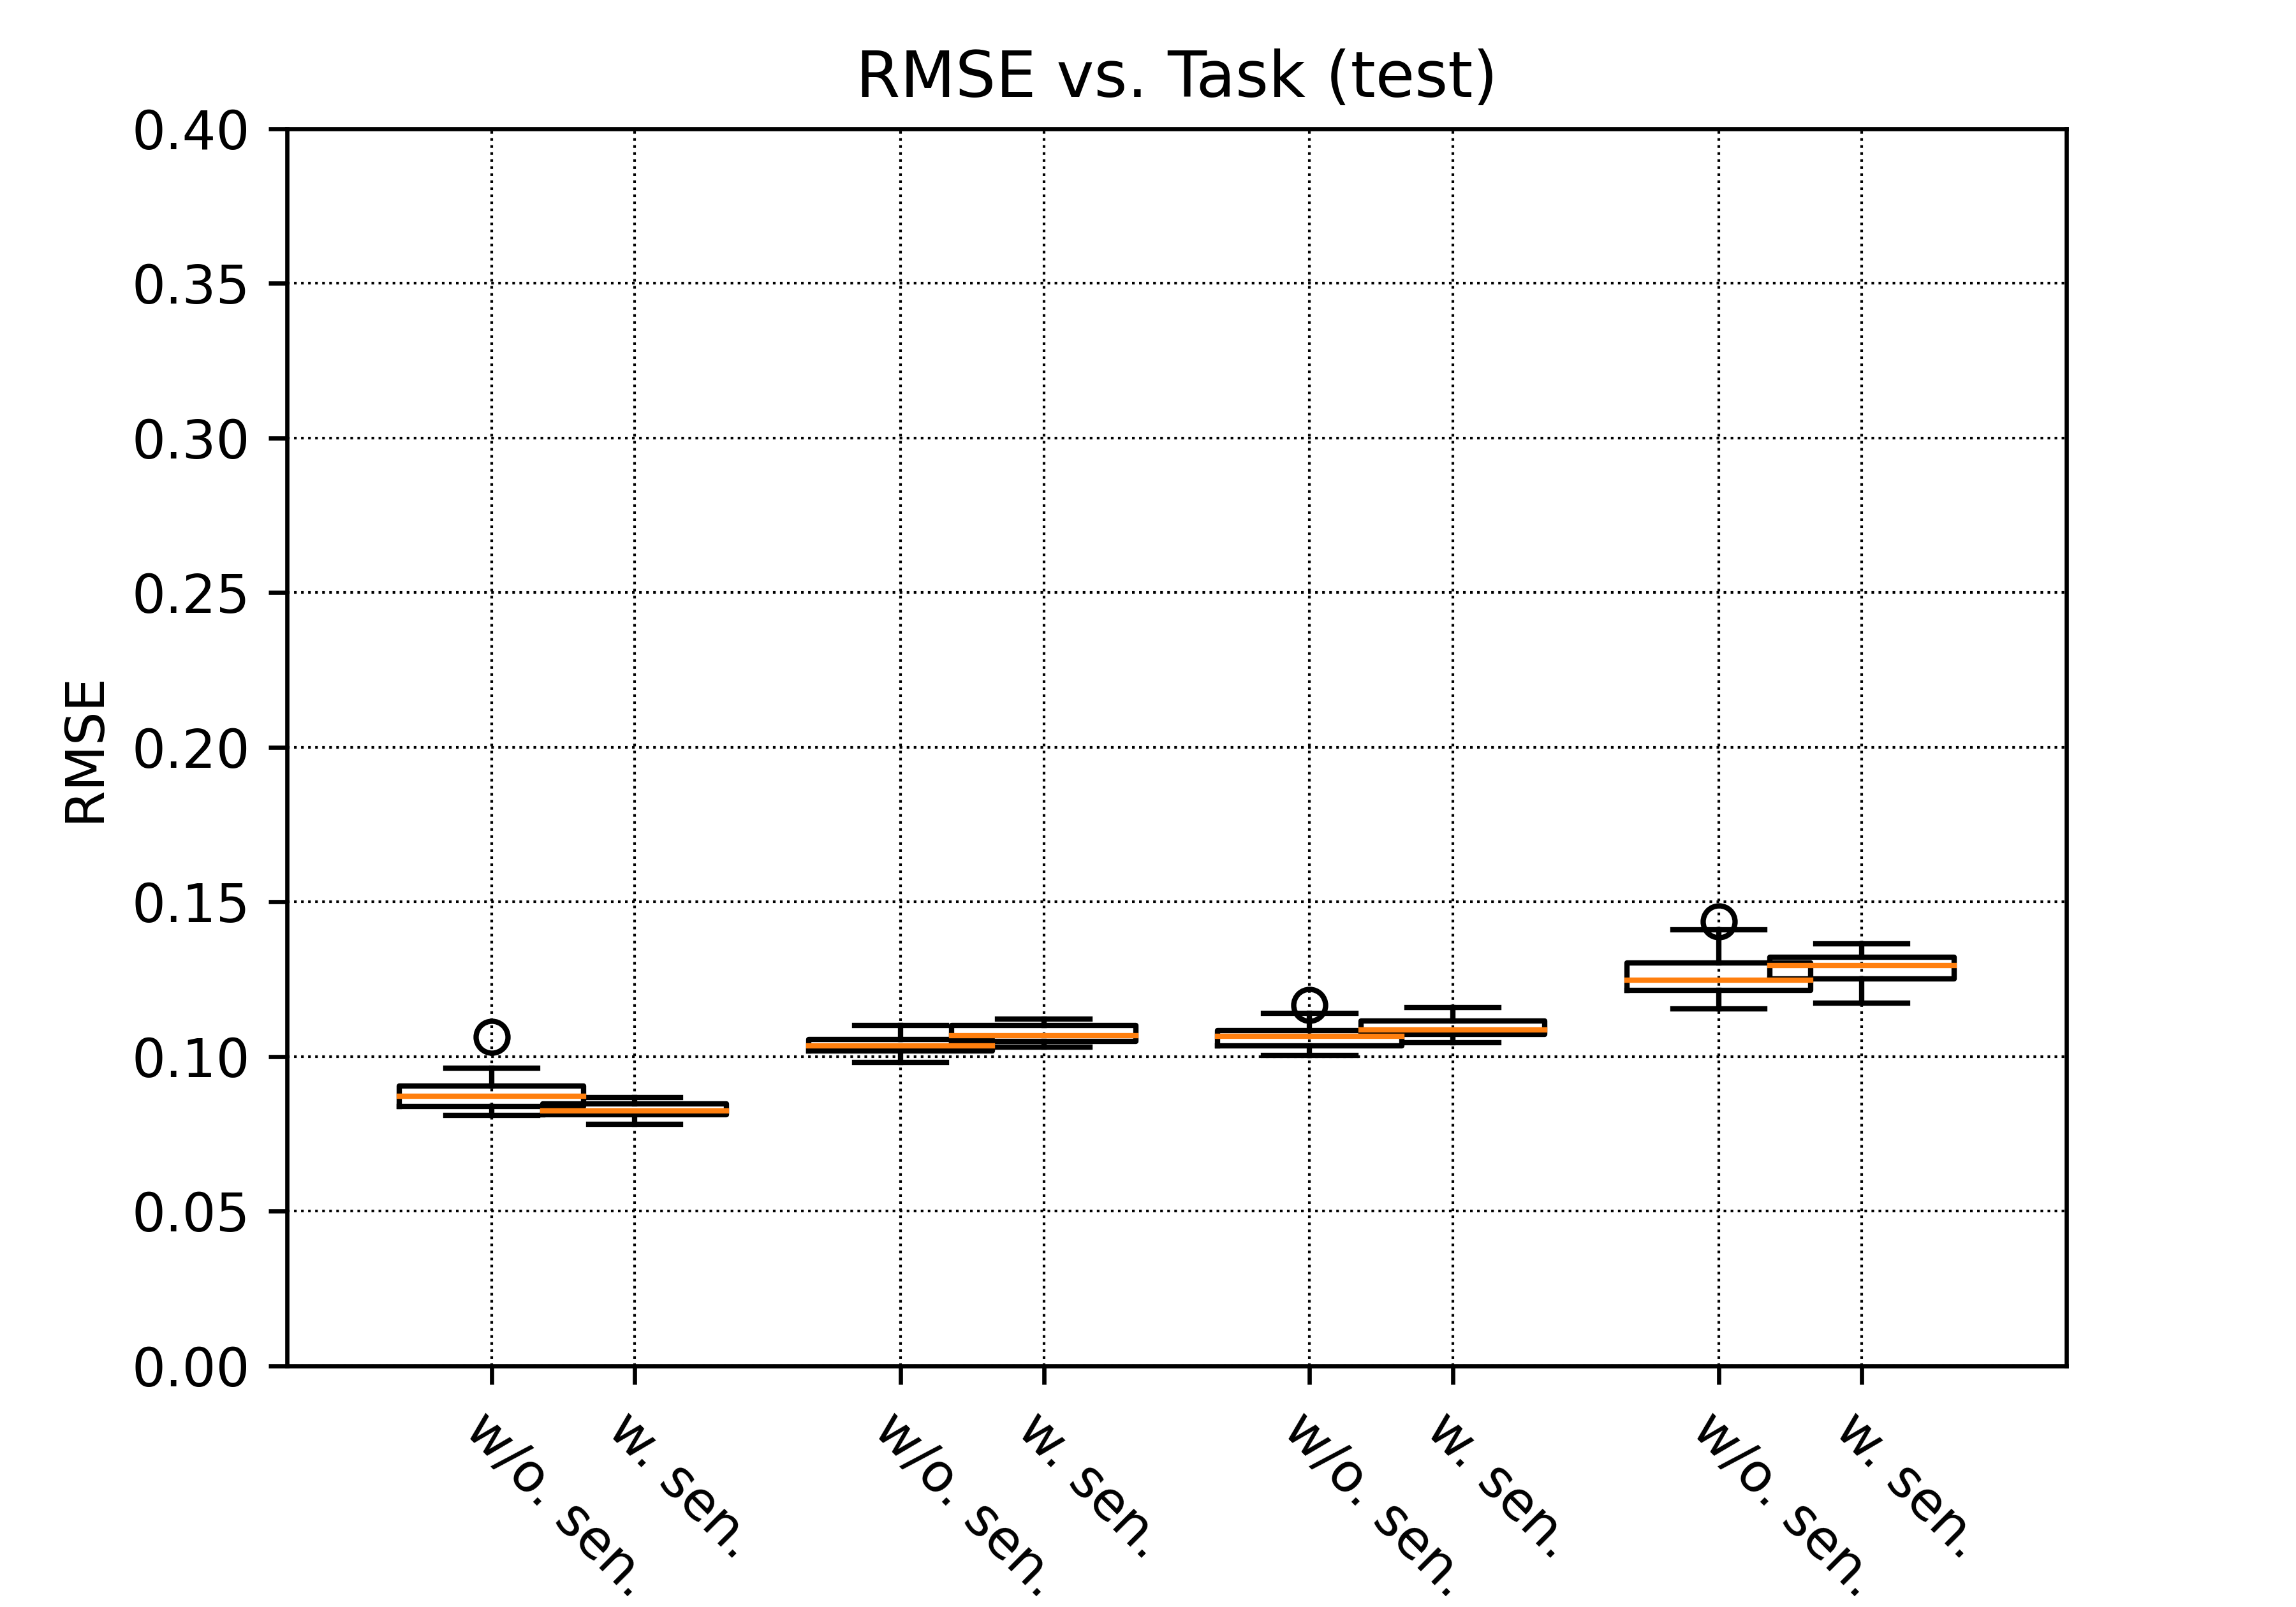 RMSE vs. Task (test)
0.40
0.35
0.30
0.25
0.20
0.15
0.10
0.05
0.00
RMSE
w/o. sen.
w. sen.
w/o. sen.
w. sen.
w/o. sen.
w. sen.
w/o. sen.
w. sen.